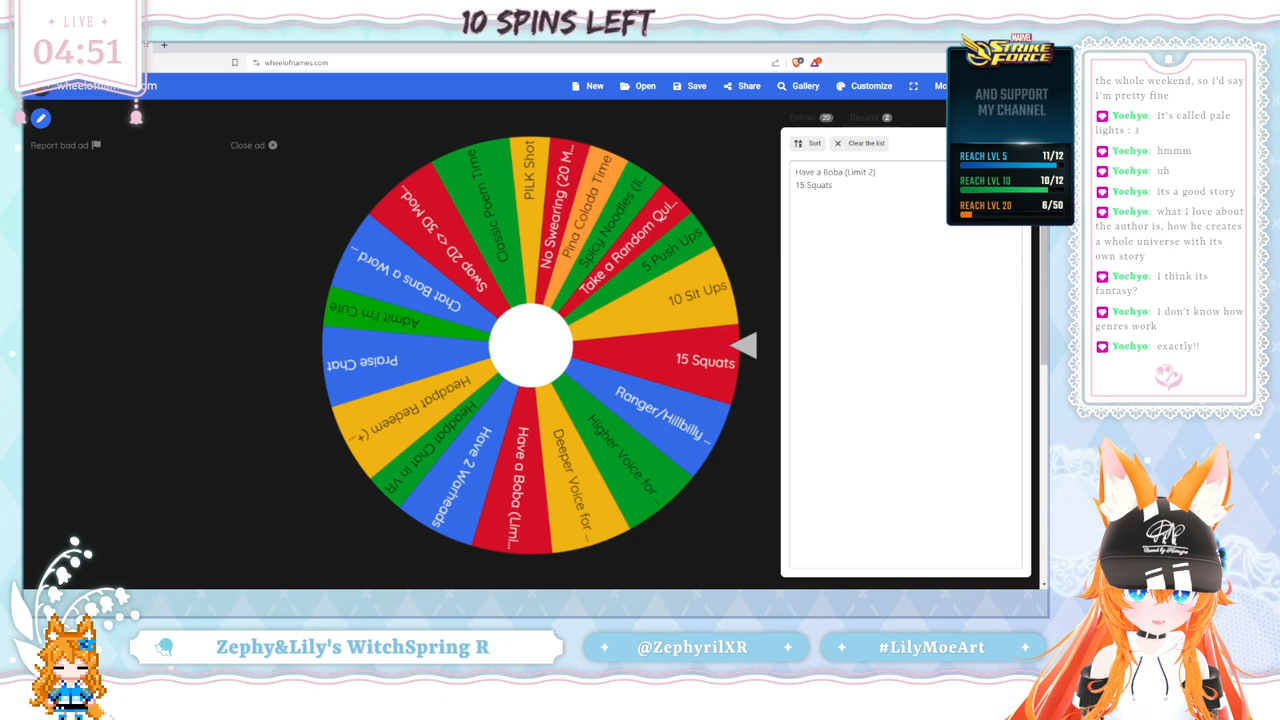 LIVE
04:51
10 SPINS LEFT
wheelofnames.com
New
Open
Save
Share
Gallery
Customize
Report bad ad
Close ad
Entries 20
Results 2
Sort
Clear the list
Have a Boba (Limit 2)
15 Squats
PILK Shot
No Swearing (20 M...
Pina Colada Time
Spicy Noodles (li...
Take a Random Qui...
5 Push Ups
10 Sit Ups
15 Squats
Ranger/Hillbilly ...
Higher Voice for ...
Deeper Voice for ...
Have a Boba (Limi...
Have 2 Warheads
Headpat Chat in VR
Headpat Redeem (+...
Praise Chat
Admit I'm Cute
Chat Bans a Word ...
Swap 2D <> 3D Mod...
Classic Poem Time
MARVEL
STRIKE
FORCE
AND SUPPORT
MY CHANNEL
REACH LVL 5 11/12
REACH LVL 10 10/12
REACH LVL 20 6/50
the whole weekend, so I'd say
I'm pretty fine
Yochyo: It's called pale
lights : 3
Yochyo: hmmm
Yochyo: uh
Yochyo: its a good story
Yochyo: what I love about
the author is, how he creates
a whole universe with its
own story
Yochyo: I think its
fantasy?
Yochyo: I don't know how
genres work
Yochyo: exactly!!
Zephy&Lily's WitchSpring R
@ZephyrilXR
#LilyMoeArt